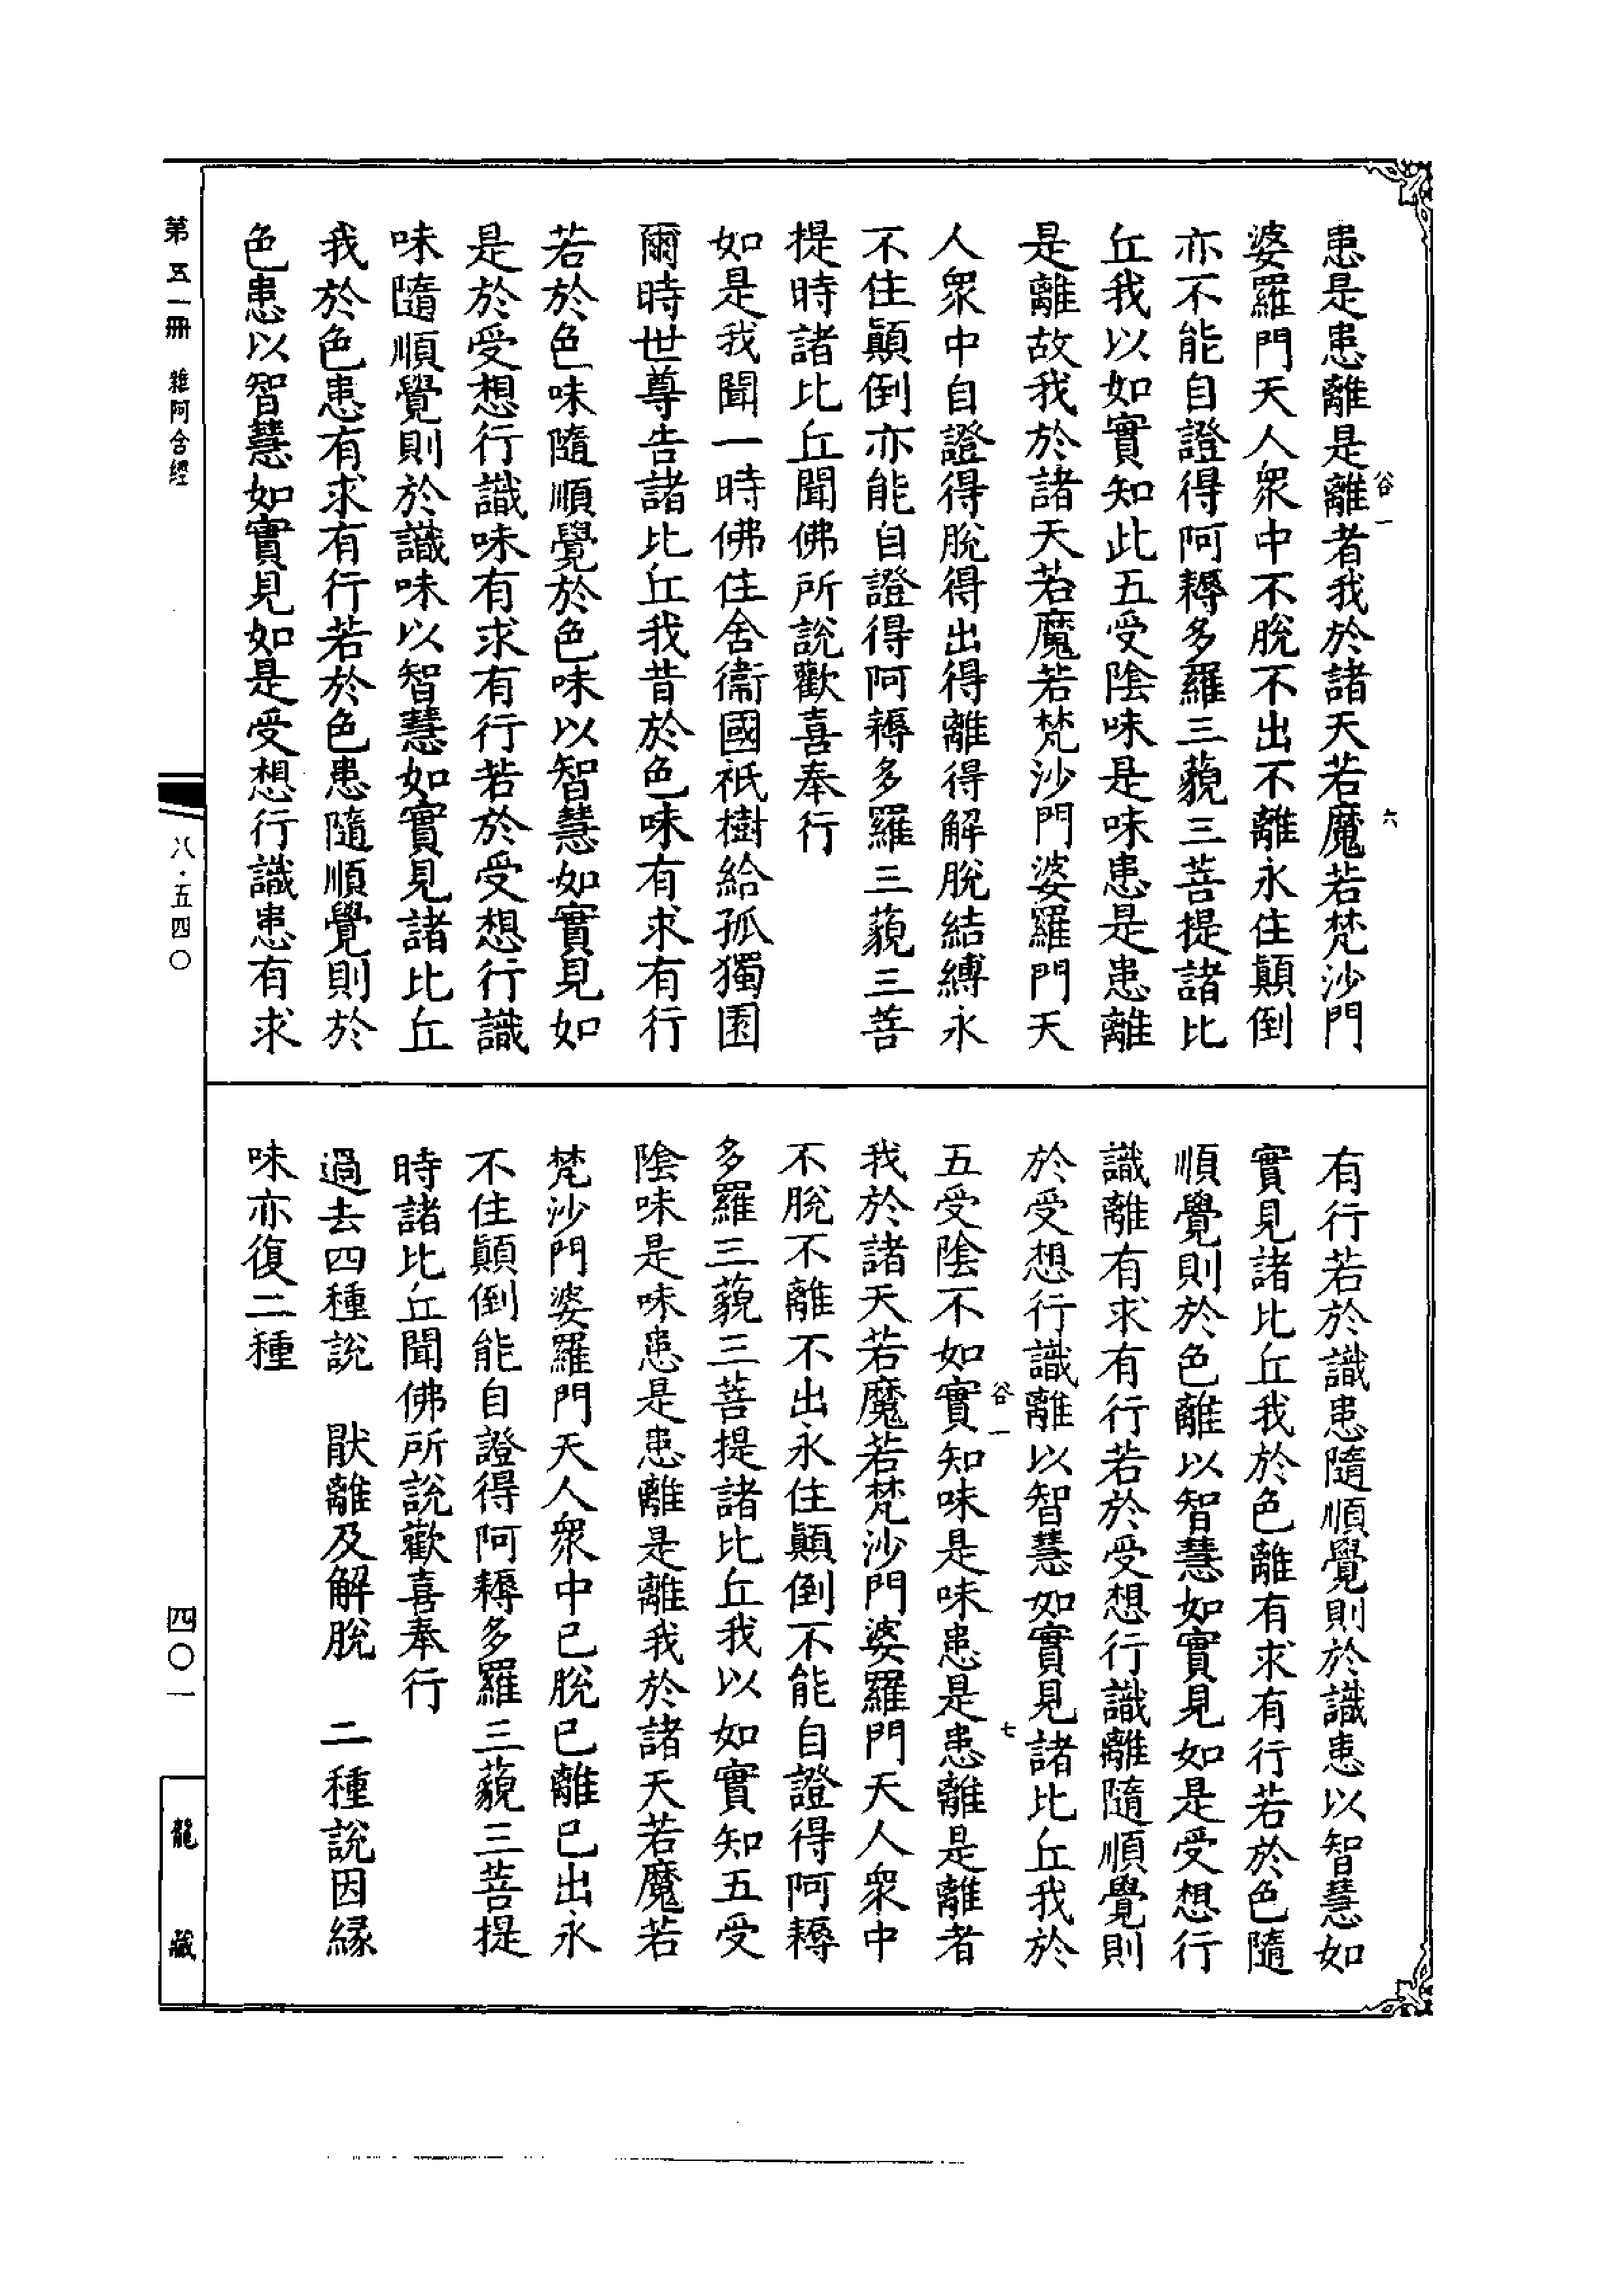 患是患離是離者我於諸天若魔若梵沙門
婆羅門天人衆中不脫不出不離永住顛倒
亦不能自證得阿耨多羅三藐三菩提諸比
丘我以如實知此五受陰味是味患是患離
是離故我於諸天若魔若梵沙門婆羅門天
人衆中自證得脫得出得離得解脫結縛永
不住顛倒亦能自證得阿耨多羅三藐三菩
提時諸比丘聞佛所說歡喜奉行
如是我聞一時佛住舍衞國祇樹給孤獨園
爾時世尊告諸比丘我昔於色味有求有行
若於色味隨順覺於色味以智慧如實見如
是於受想行識味有求有行若於受想行識
味隨順覺則於識味以智慧如實見諸比丘
我於色患有求有行若於色患隨順覺則於
色患以智慧如實見如是受想行識患有求
谷一
六
有行若於識患隨順覺則於識患以智慧如
實見諸比丘我於色離有求有行若於色隨
順覺則於色離以智慧如實見如是受想行
識離有求有行若於受想行識離隨順覺則
於受想行識離以智慧如實見諸比丘我於
五受陰不如實知味是味患是患離是離者
我於諸天若魔若梵沙門婆羅門天人衆中
不脫不離不出永住顛倒不能自證得阿耨
多羅三藐三菩提諸比丘我以如實知五受
陰味是味患是患離是離我於諸天若魔若
梵沙門婆羅門天人衆中已脫已離已出永
不住顛倒能自證得阿耨多羅三藐三菩提
時諸比丘聞佛所說歡喜奉行
過去四種說　猒離及解脫　二種說因緣
味亦復二種
谷一
七
第五一冊　雜阿含經
八·五四〇
四〇一
龍藏